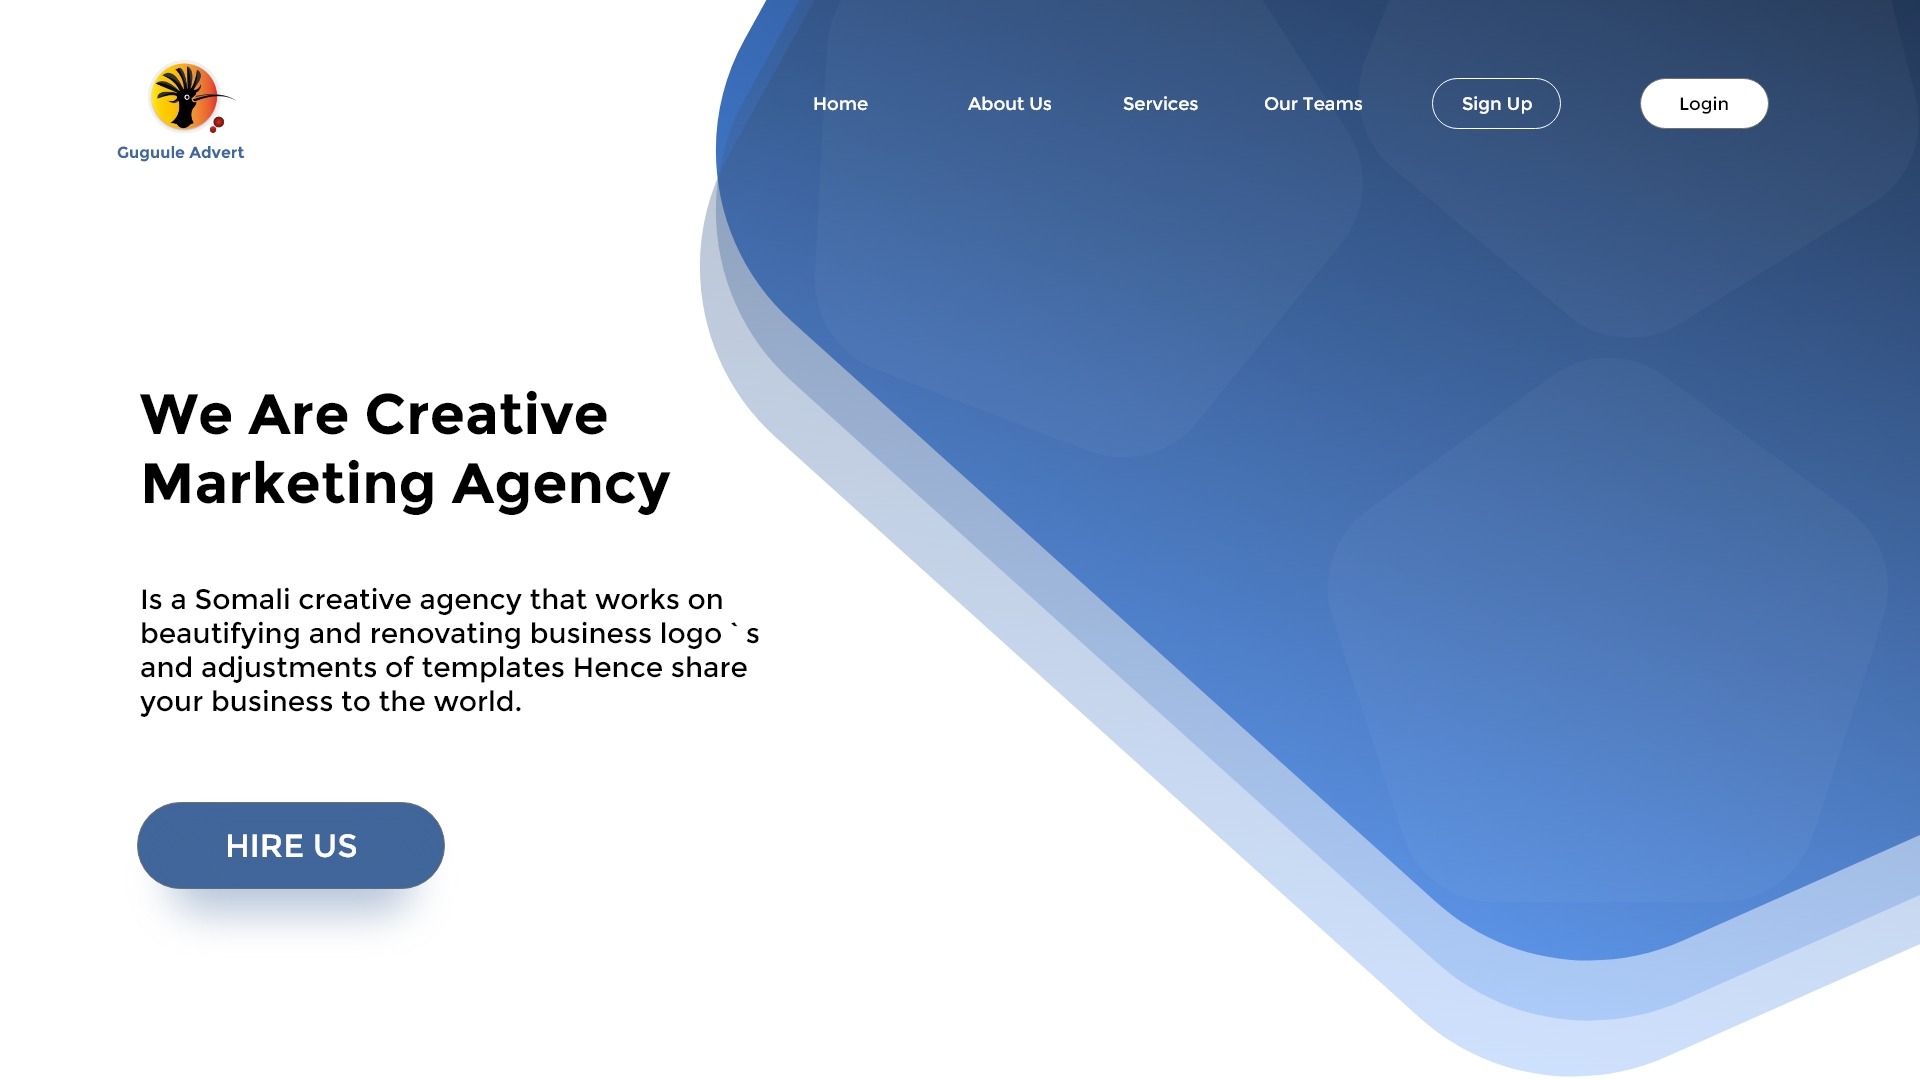 Guguule Advert
Home
About Us
Services
Our Teams
Sign Up
Login
We Are Creative
Marketing Agency
Is a Somali creative agency that works on
beautifying and renovating business logo ` s
and adjustments of templates Hence share
your business to the world.
HIRE US